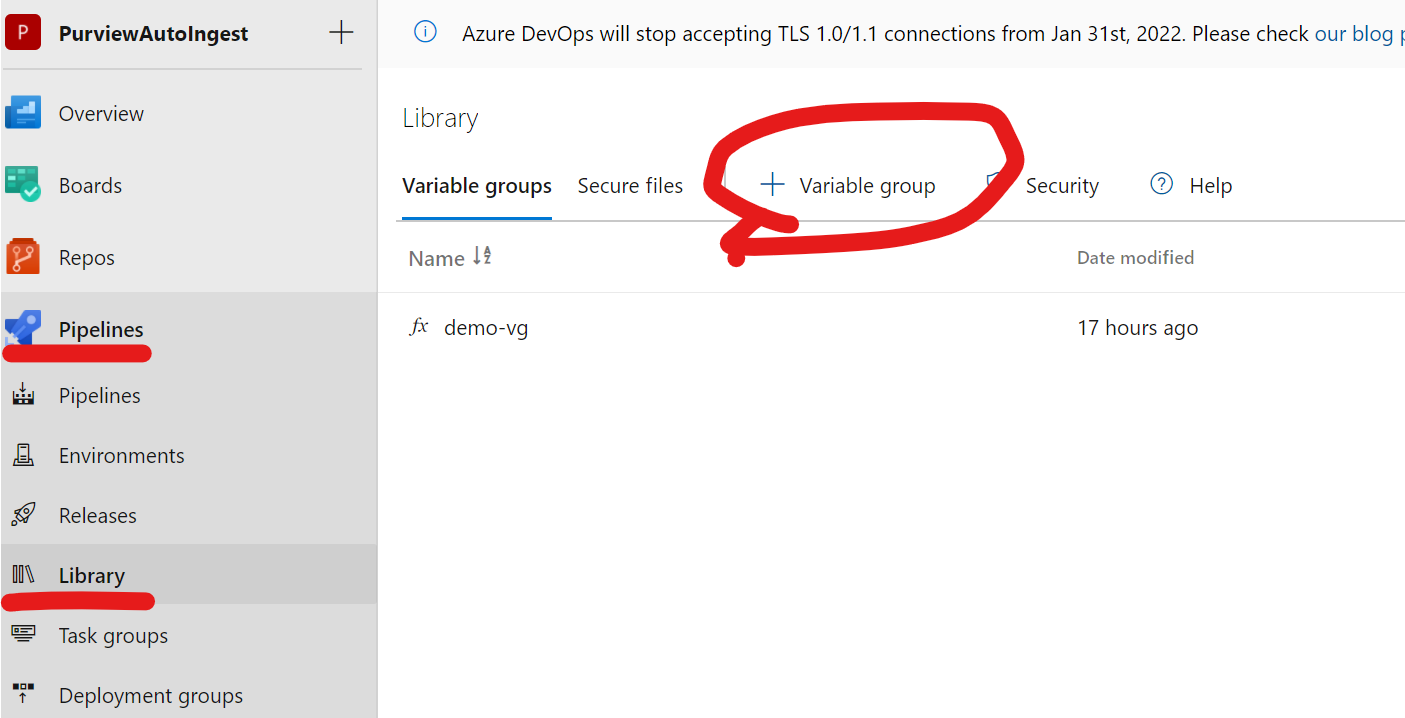 P PurviewAutoIngest
Azure DevOps will stop accepting TLS 1.0/1.1 connections from Jan 31st, 2022. Please check our blog
Overview
Boards
Repos
Pipelines
Pipelines
Environments
Releases
Library
Task groups
Deployment groups
Library
Variable groups Secure files + Variable group Security Help
Name Date modified
fx demo-vg 17 hours ago